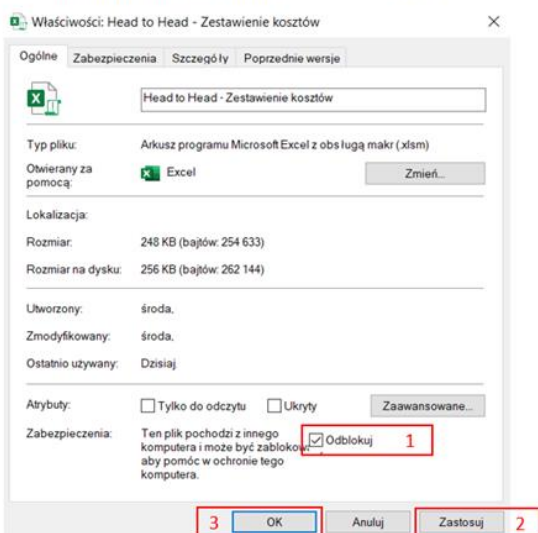 Właściwości: Head to Head - Zestawienie kosztów
Ogólne Zabezpieczenia Szczegóły Poprzednie wersje
Head to Head - Zestawienie kosztów
Typ pliku: Arkusz programu Microsoft Excel z obsługą makr (.xlsm)
Otwierany za pomocą: Excel Zmień...
Lokalizacja:
Rozmiar: 248 KB (bajtów: 254 633)
Rozmiar na dysku: 256 KB (bajtów: 262 144)
Utworzony: środa,
Zmodyfikowany: środa,
Ostatnio używany: Dzisiaj
Atrybuty: Tylko do odczytu Ukryty Zaawansowane...
Zabezpieczenia: Ten plik pochodzi z innego
komputera i może być zablokow
aby pomóc w ochronie tego
komputera.
Odblokuj 1
3 OK Anuluj Zastosuj 2